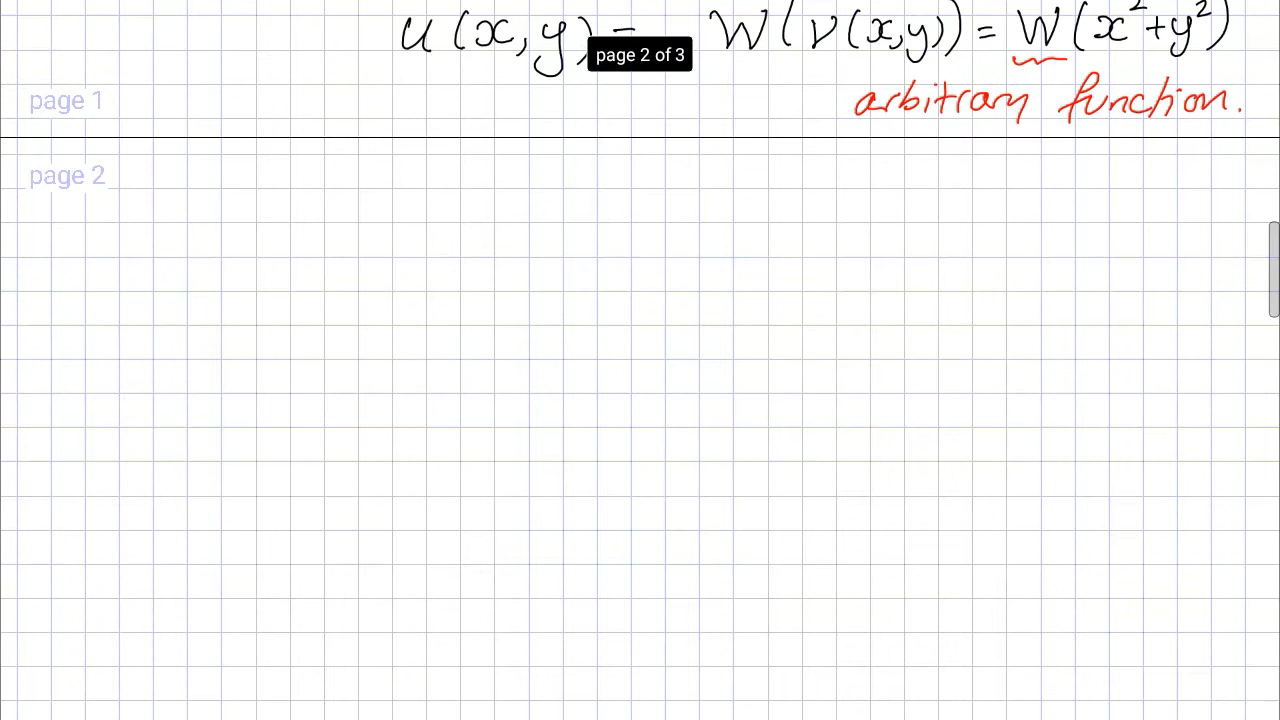 u(x,y) = W(ν(x,y)) = W(x²+y²)
page 2 of 3
page 1
arbitrary function.
page 2